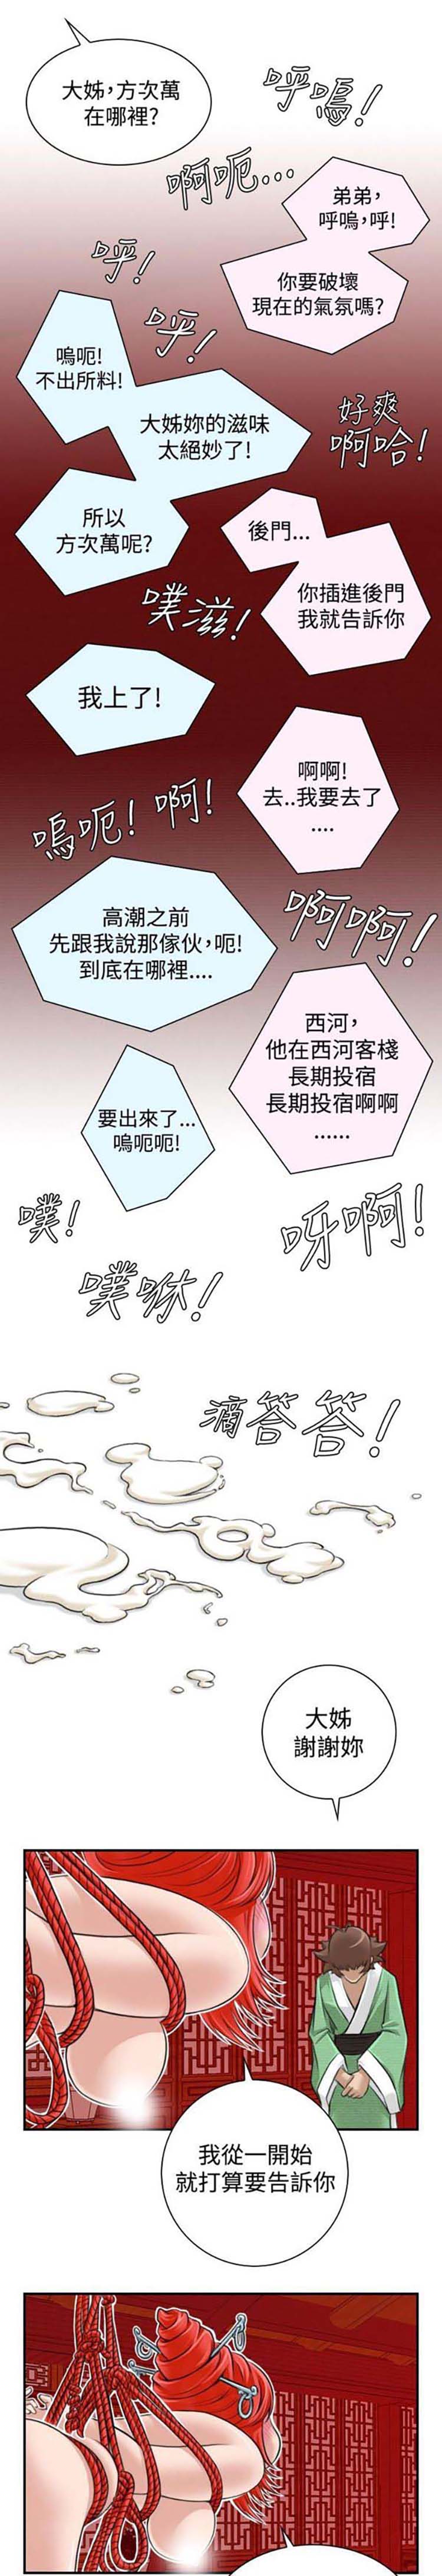 大姊，方次萬
在哪裡？
呼嗚！
啊呃…
弟弟，
呼嗚，呼！
你要破壞
現在的氣氛嗎？
呼！
呼！
嗚呃！
不出所料！
大姊妳的滋味
太絕妙了！
好爽
啊哈！
所以
方次萬呢？
後門…
你插進後門
我就告訴你
噗滋！
我上了！
啊啊！
去..我要去了
....
嗚呃！啊！
高潮之前
先跟我說那傢伙，呃！
到底在哪裡....
啊啊啊！
西河，
他在西河客棧
長期投宿
長期投宿啊啊
......
要出來了…
嗚呃呃！
噗！
呀啊！
噗咻！
滴答答！
大姊
謝謝妳
我從一開始
就打算要告訴你